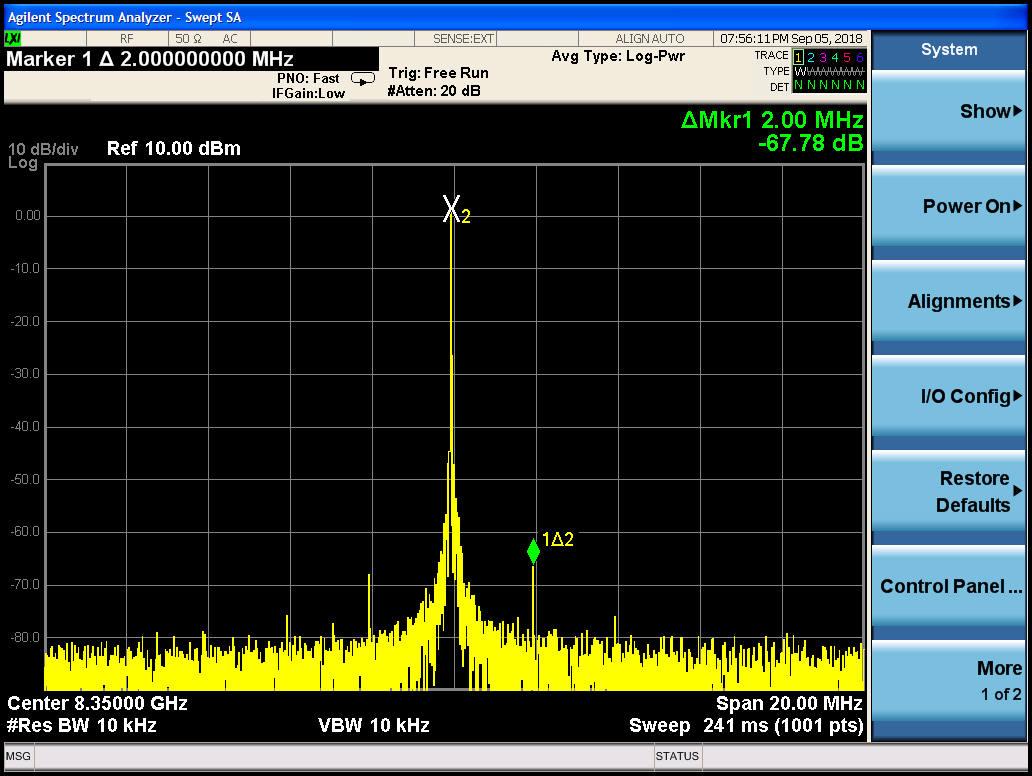 Agilent Spectrum Analyzer - Swept SA
LXI RF 50 Ω AC SENSE:EXT ALIGN AUTO 07:56:11 PM Sep 05, 2018
Marker 1 Δ 2.000000000 MHz
PNO: Fast
IFGain:Low
Trig: Free Run
#Atten: 20 dB
Avg Type: Log-Pwr
TRACE 1 2 3 4 5 6
TYPE W
DET N N N N N N
ΔMkr1 2.00 MHz
-67.78 dB
10 dB/div Ref 10.00 dBm
Log
0.00
-10.0
-20.0
-30.0
-40.0
-50.0
-60.0
-70.0
-80.0
X2
1Δ2
Center 8.35000 GHz Span 20.00 MHz
#Res BW 10 kHz VBW 10 kHz Sweep 241 ms (1001 pts)
MSG STATUS
System
Show
Power On
Alignments
I/O Config
Restore
Defaults
Control Panel ...
More
1 of 2